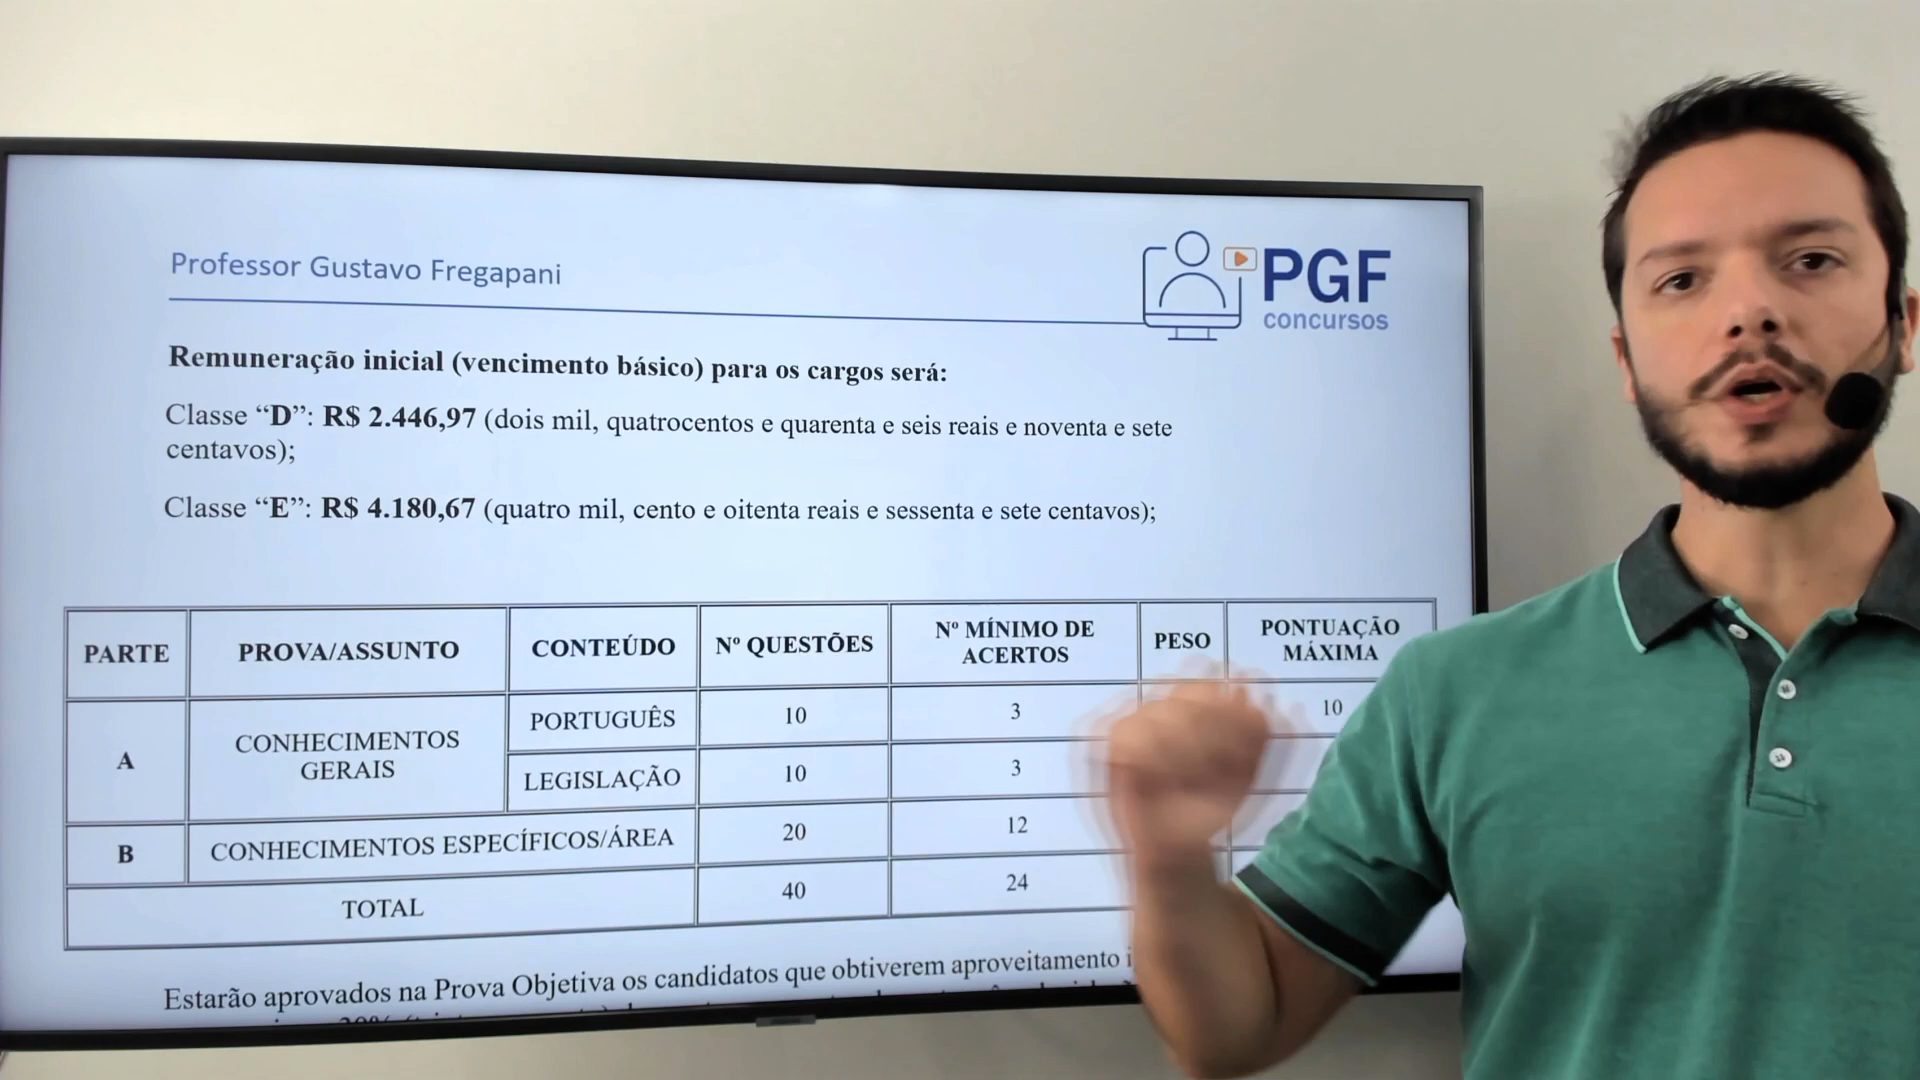 Professor Gustavo Fregapani
PGF
concursos
Remuneração inicial (vencimento básico) para os cargos será:
Classe “D”: R$ 2.446,97 (dois mil, quatrocentos e quarenta e seis reais e noventa e sete
centavos);
Classe “E”: R$ 4.180,67 (quatro mil, cento e oitenta reais e sessenta e sete centavos);
PARTE PROVA/ASSUNTO CONTEÚDO Nº QUESTÕES Nº MÍNIMO DE ACERTOS PESO PONTUAÇÃO MÁXIMA
A CONHECIMENTOS GERAIS PORTUGUÊS 10 3 10
LEGISLAÇÃO 10 3
B CONHECIMENTOS ESPECÍFICOS/ÁREA 20 12
TOTAL 40 24
Estarão aprovados na Prova Objetiva os candidatos que obtiverem aproveitamento